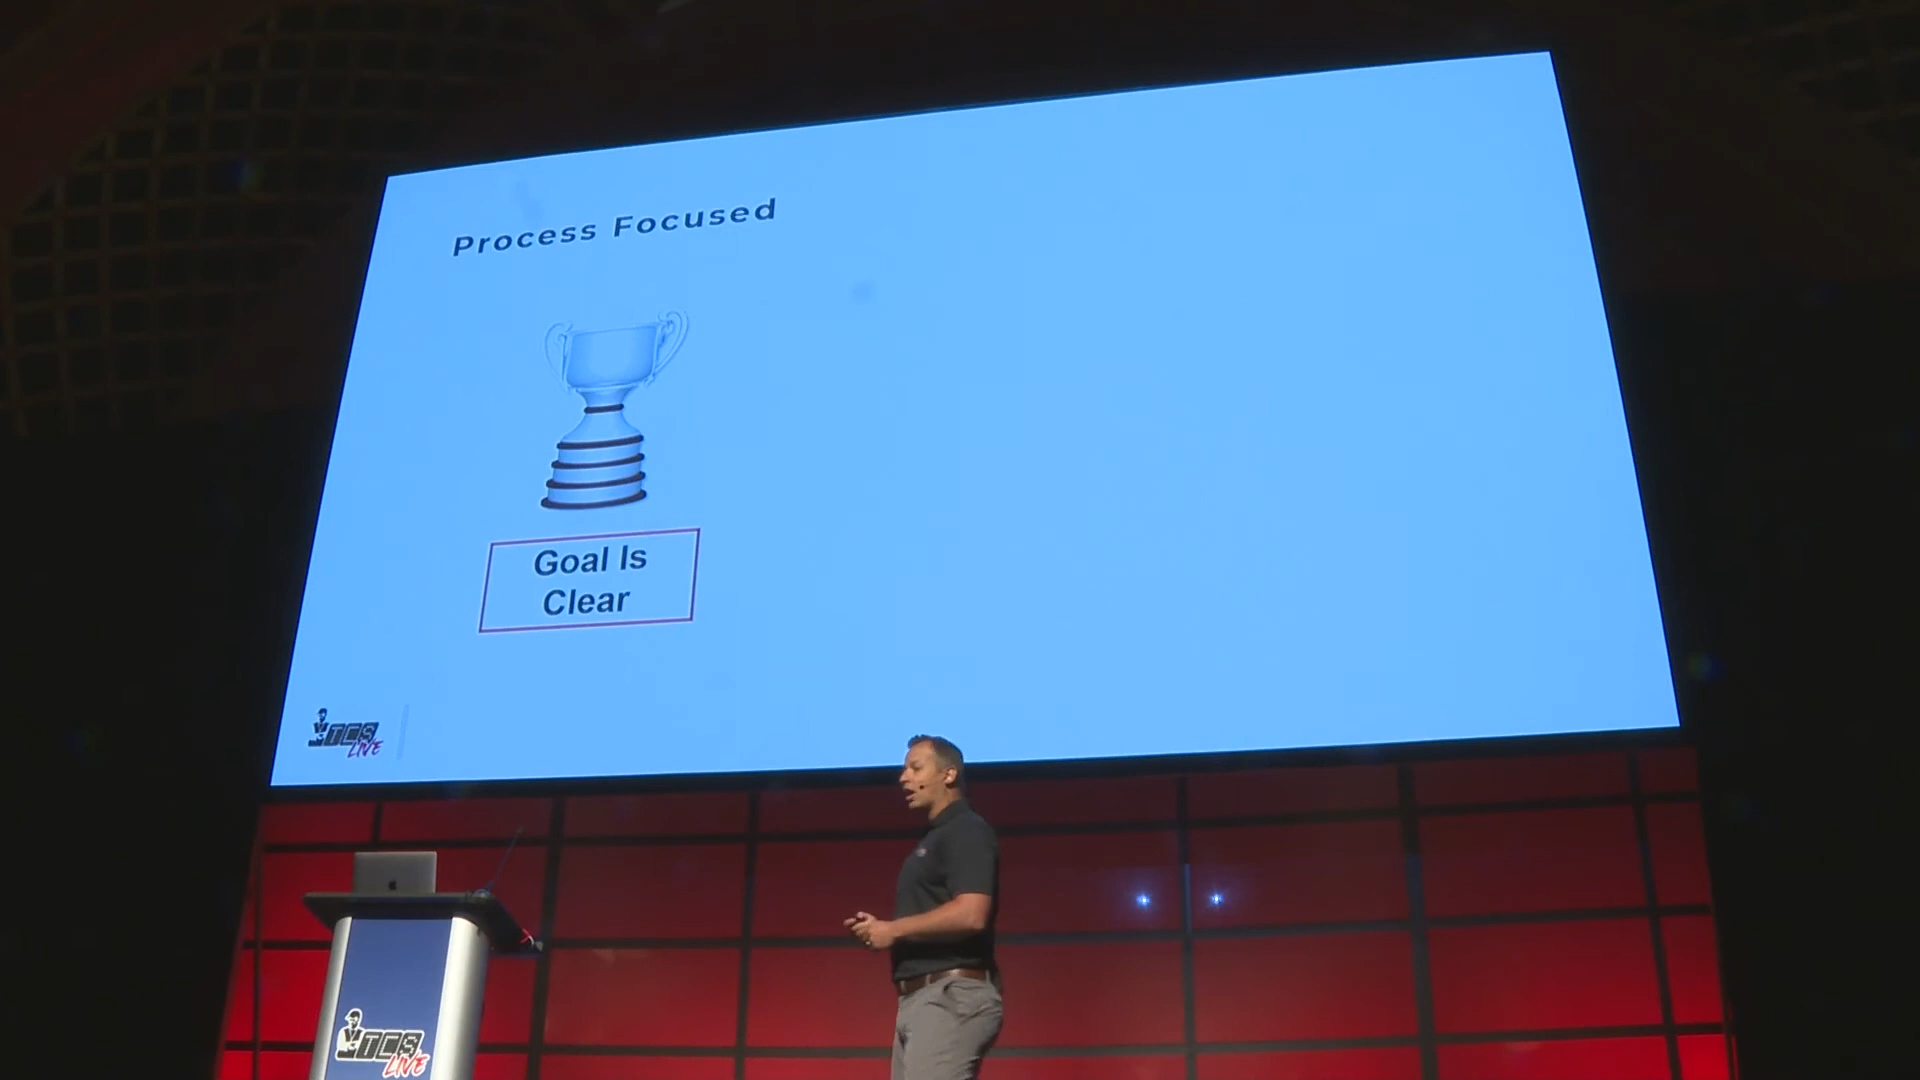 Process Focused
Goal Is
Clear
TCS
LIVE
TCS
LIVE